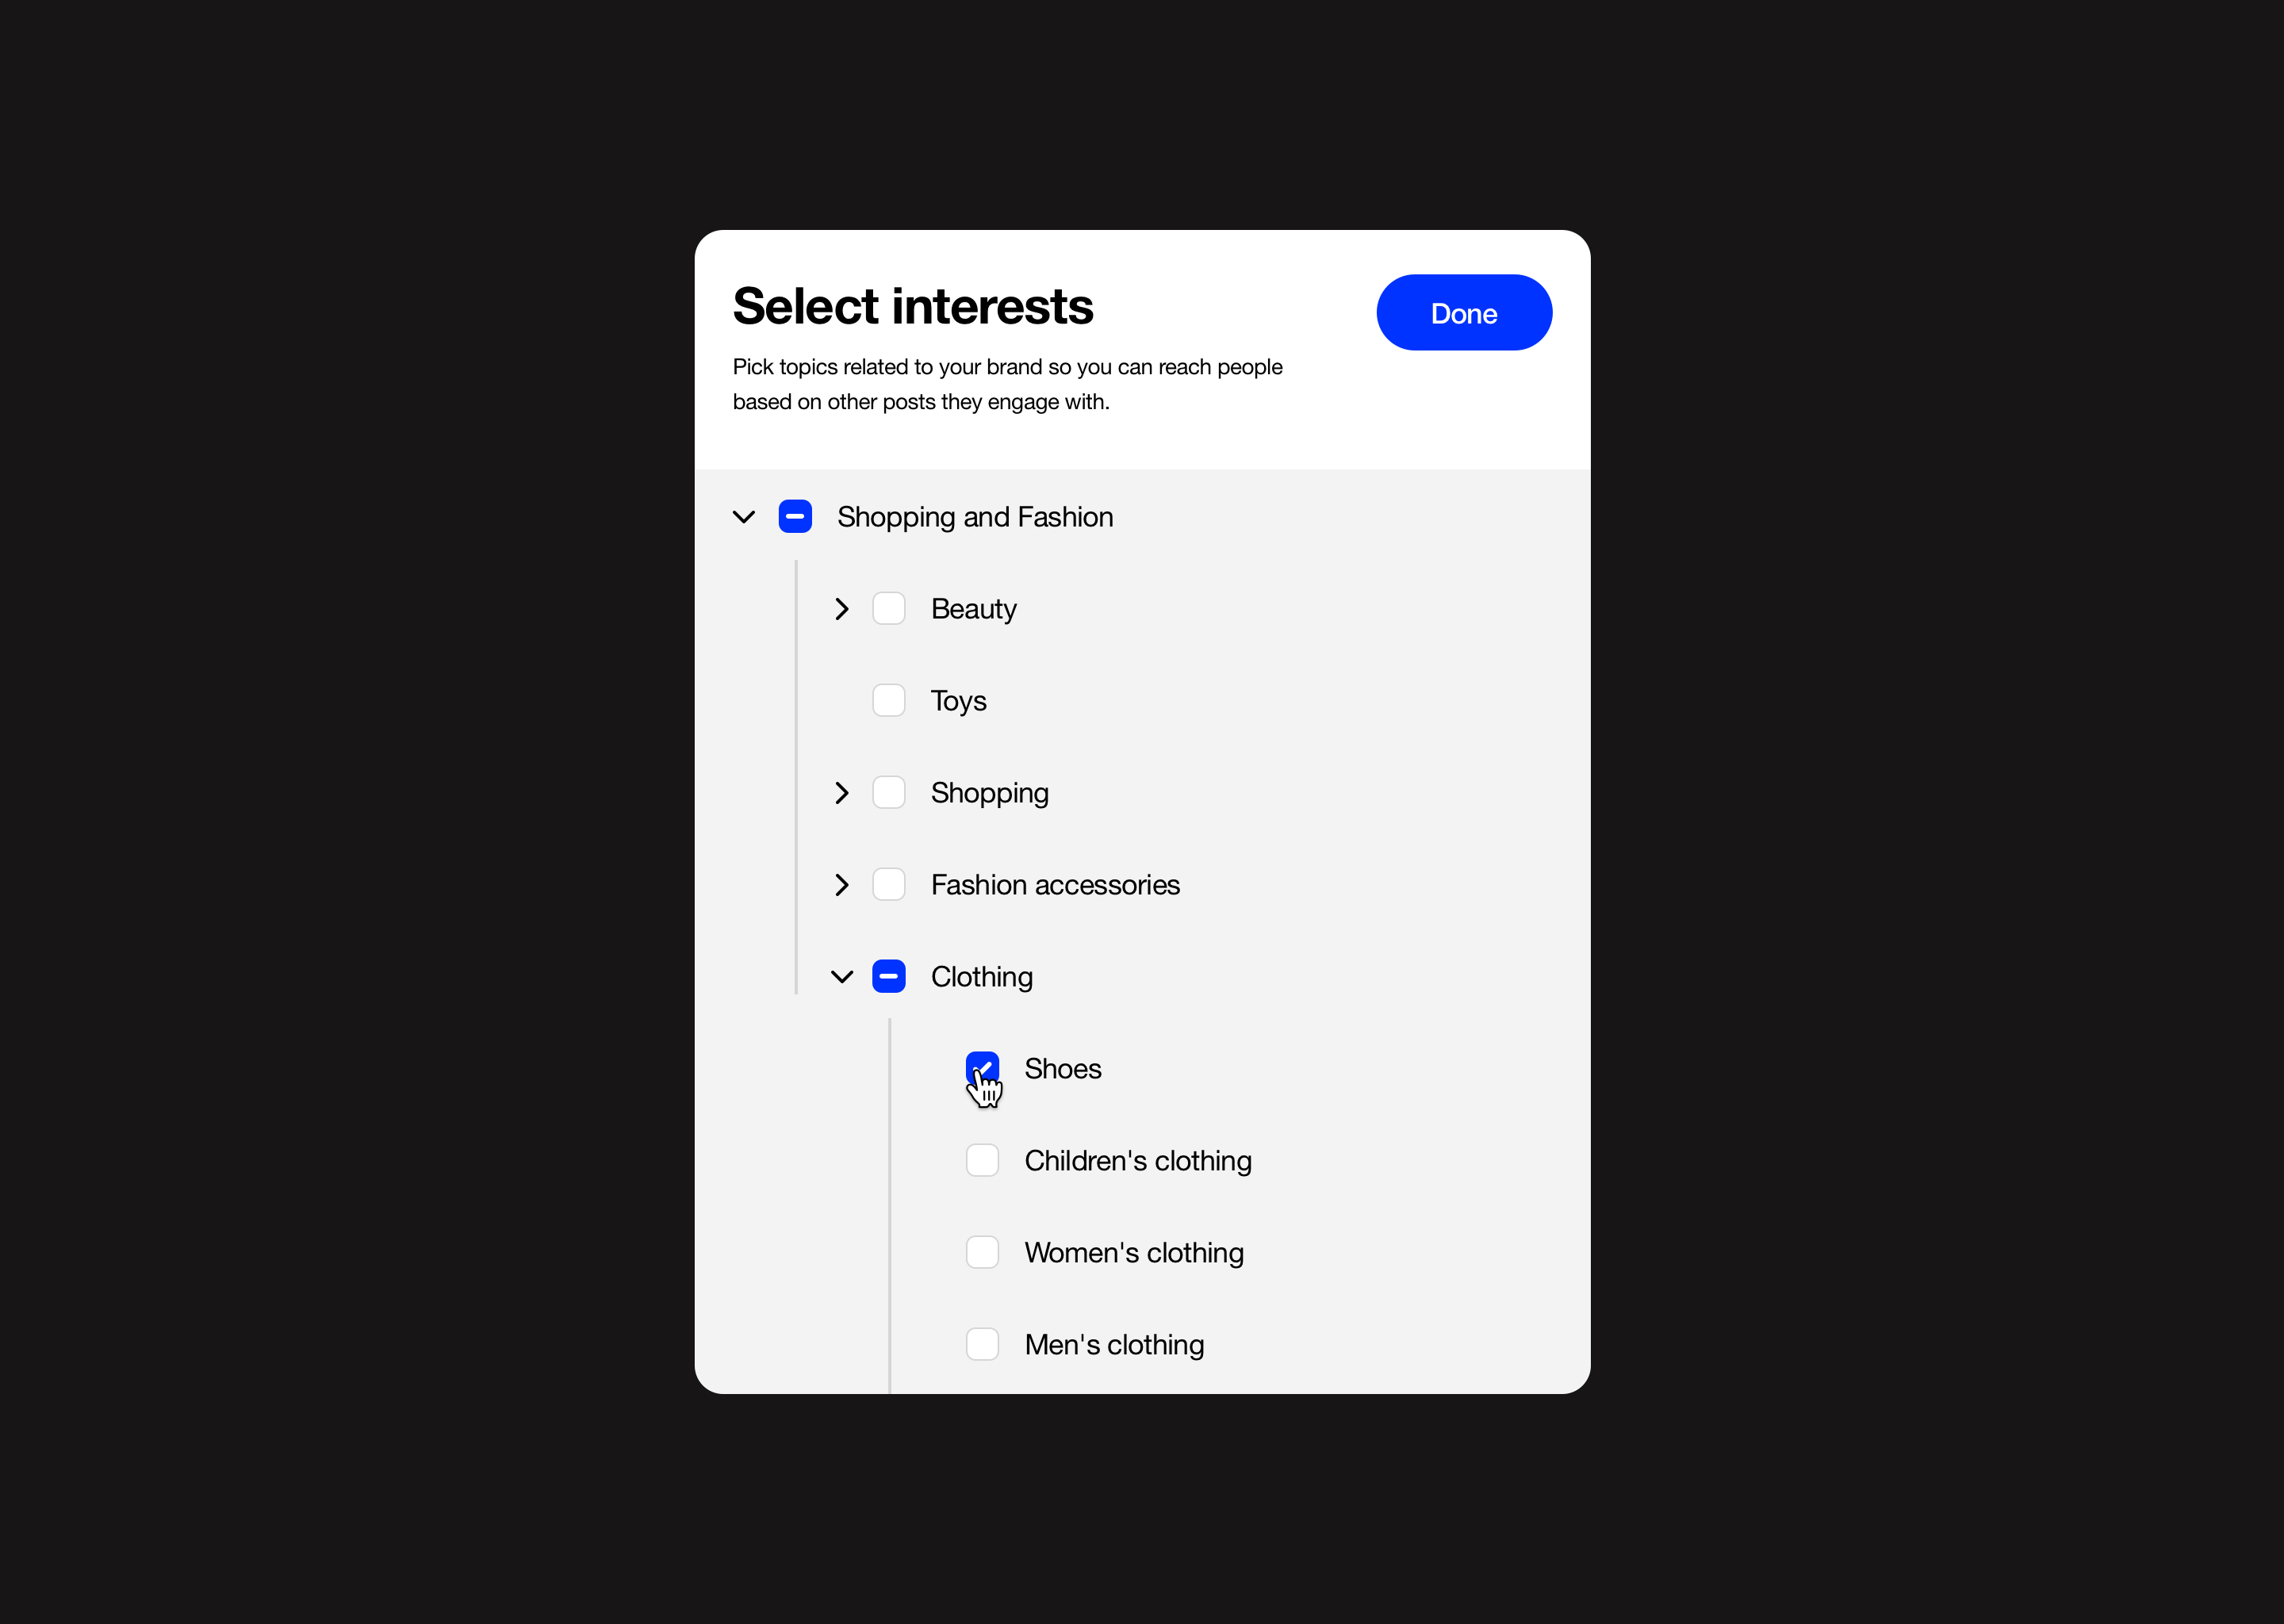 Select interests
Done
Pick topics related to your brand so you can reach people
based on other posts they engage with.
Shopping and Fashion
Beauty
Toys
Shopping
Fashion accessories
Clothing
Shoes
Children's clothing
Women's clothing
Men's clothing